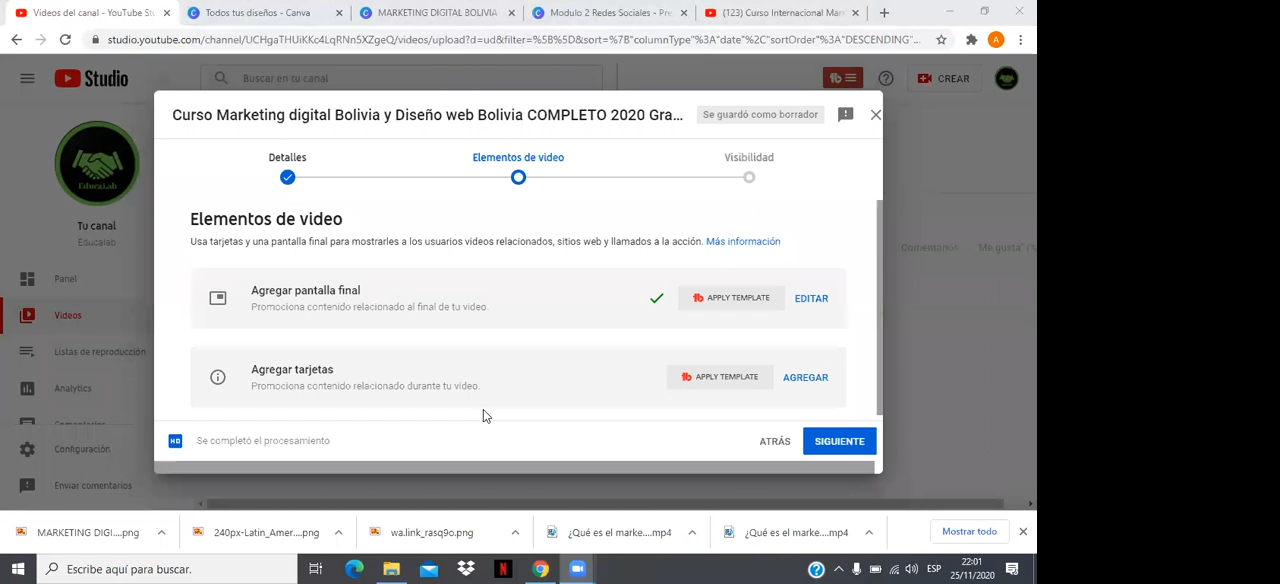 Videos del canal - YouTube Stu
Todos tus diseños - Canva
MARKETING DIGITAL BOLIVIA
Modulo 2 Redes Sociales - Pre
(123) Curso Internacional Mar
studio.youtube.com/channel/UCHgaTHUiKKc4LqRNn5XZgeQ/videos/upload?d=ud&filter=%5B%5D&sort=%7B"columnType"%3A"date"%2C"sortOrder"%3A"DESCENDING"...
A
Studio
Buscar en tu canal
CREAR
Curso Marketing digital Bolivia y Diseño web Bolivia COMPLETO 2020 Gra...
Se guardó como borrador
Detalles
Elementos de video
Visibilidad
EducaLab
Tu canal
Educalab
Panel
Videos
Listas de reproducción
Analytics
Comentarios
Configuración
Enviar comentarios
Elementos de video
Usa tarjetas y una pantalla final para mostrarles a los usuarios videos relacionados, sitios web y llamados a la acción. Más información
Comentarios
"Me gusta" (%
Agregar pantalla final
Promociona contenido relacionado al final de tu video.
APPLY TEMPLATE
EDITAR
Agregar tarjetas
Promociona contenido relacionado durante tu video.
APPLY TEMPLATE
AGREGAR
HD
Se completó el procesamiento
ATRÁS
SIGUIENTE
MARKETING DIGI....png
240px-Latin_Amer....png
wa.link_rasq9o.png
¿Qué es el marke....mp4
¿Qué es el marke....mp4
Mostrar todo
Escribe aquí para buscar.
N
ESP
22:01
25/11/2020